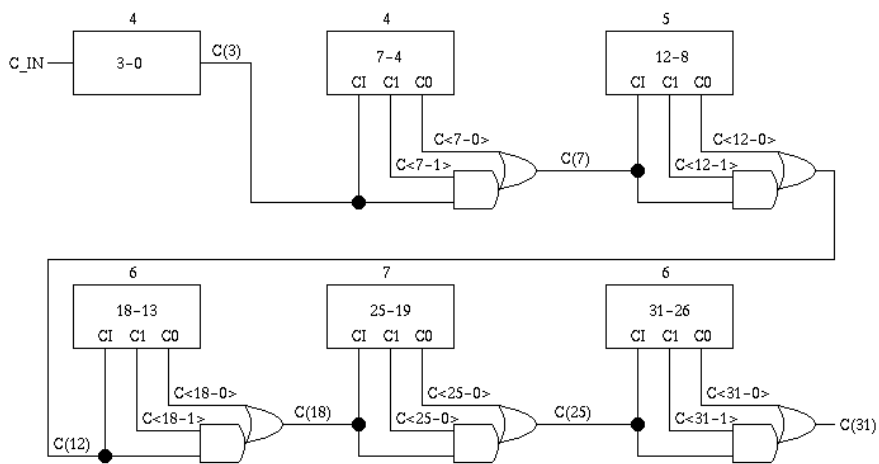 4 4 5
C_IN 3-0 C(3) 7-4 12-8
CI C1 C0 CI C1 C0
C<7-0> C<12-0>
C<7-1> C(7) C<12-1>
6 7 6
18-13 25-19 31-26
CI C1 C0 CI C1 C0 CI C1 C0
C<18-0> C<25-0> C<31-0>
C<18-1> C(18) C<25-0> C(25) C<31-1> C(31)
C(12)